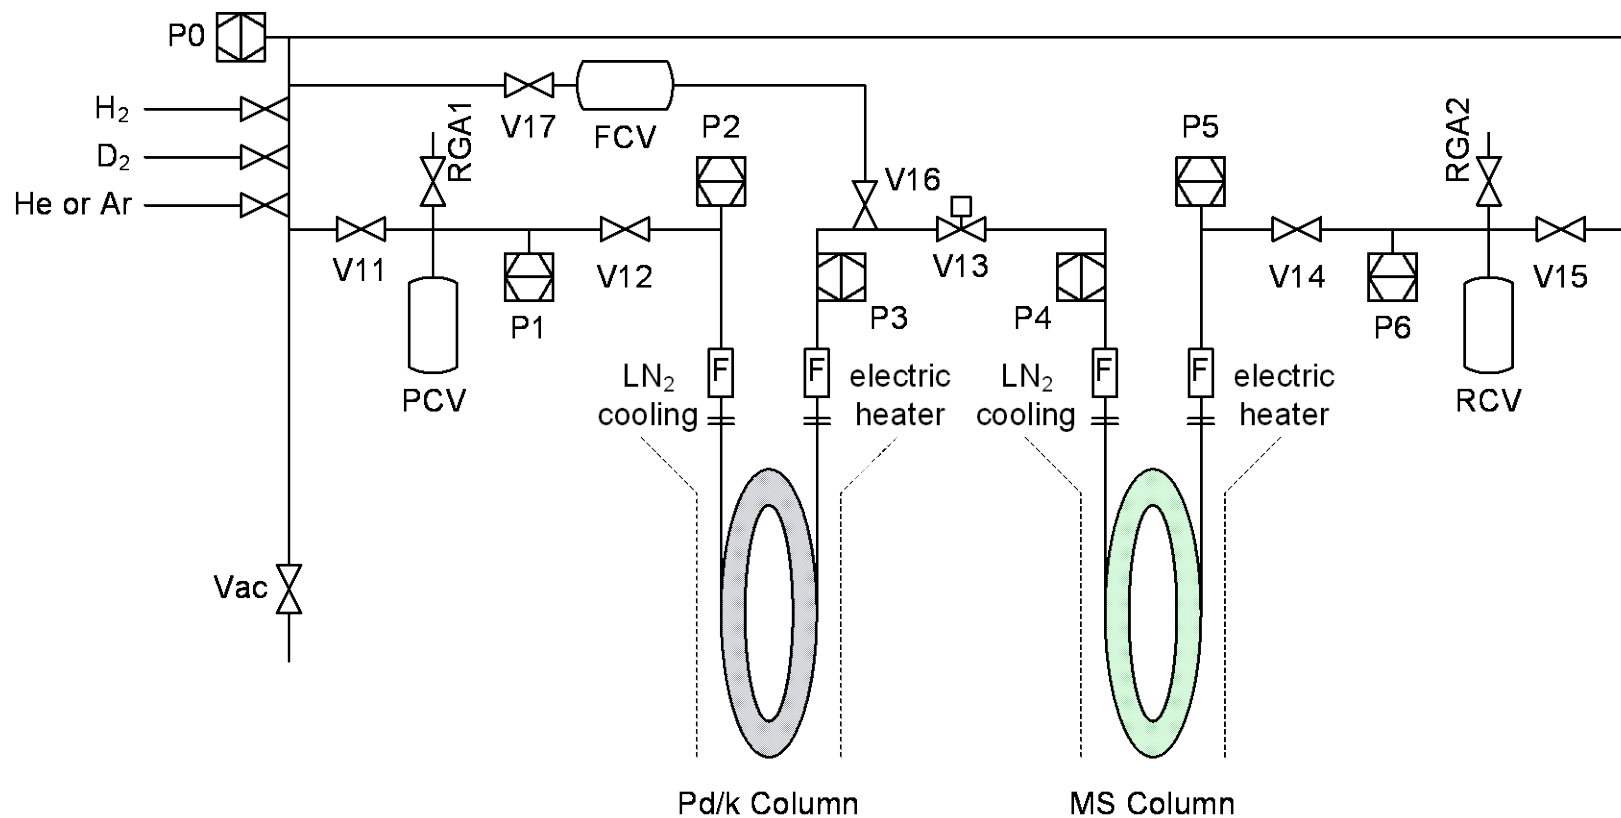 P0
H₂
D₂
He or Ar
V17
FCV
RGA1
P2
V16
P5
RGA2
V11
P1
V12
PCV
P3
V13
P4
V14
P6
V15
RCV
LN₂
cooling
F
F
electric
heater
LN₂
cooling
F
F
electric
heater
Vac
Pd/k Column
MS Column